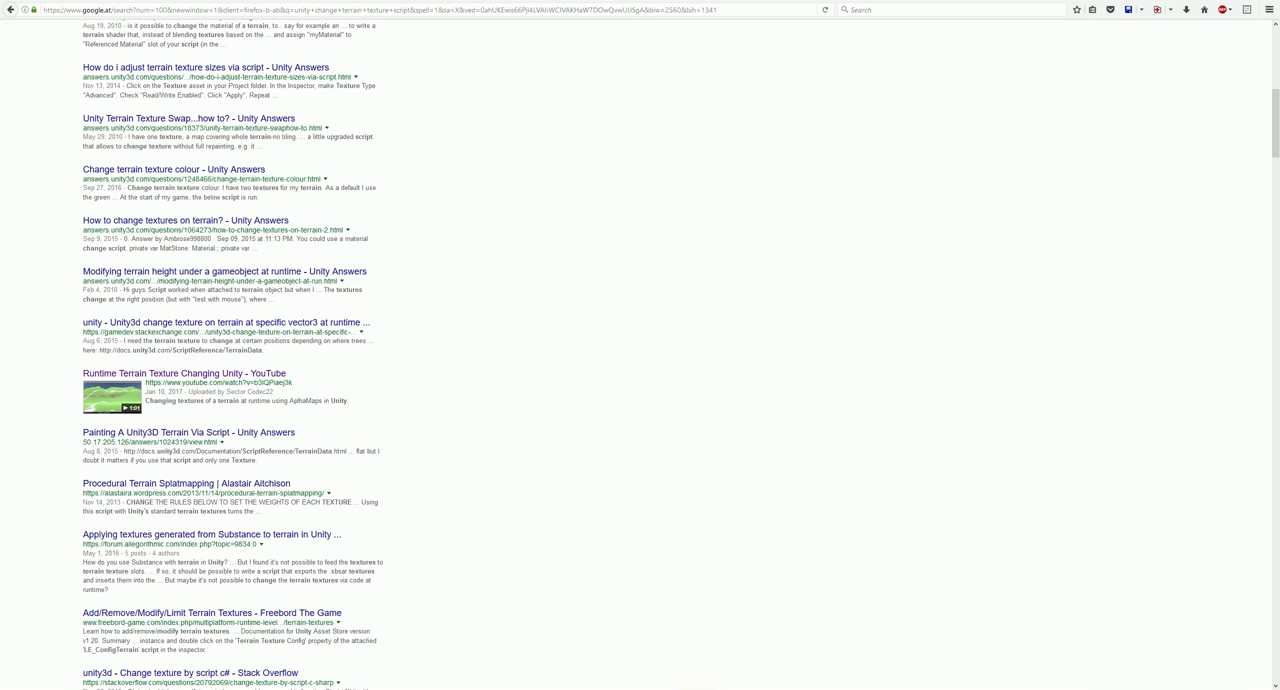 https://www.google.at/search?num=100&newwindow=1&client=firefox-b-ab&q=unity+change+terrain+texture+script&spell=1&sa=X&ved=0ahUKEwis66Pjl4LVAhWCIVAKHaW7DOwQvwUIJSgA&biw=2560&bih=1341
Search
Aug 19, 2010 - is it possible to change the material of a terrain, to.. say for example an ... to write a
terrain shader that, instead of blending textures based on the ... and assign "myMaterial" to
"Referenced Material" slot of your script (in the ...
How do i adjust terrain texture sizes via script - Unity Answers
answers.unity3d.com/questions/.../how-do-i-adjust-terrain-texture-sizes-via-script.html
Nov 13, 2014 - Click on the Texture asset in your Project folder. In the Inspector, make Texture Type
"Advanced". Check "Read/Write Enabled". Click "Apply". Repeat ...
Unity Terrain Texture Swap...how to? - Unity Answers
answers.unity3d.com/questions/18373/unity-terrain-texture-swaphow-to.html
May 29, 2010 - I have one texture, a map covering whole terrain-no tiling. ... a little upgraded script
that allows to change texture without full repainting, e.g. it ...
Change terrain texture colour - Unity Answers
answers.unity3d.com/questions/1248466/change-terrain-texture-colour.html
Sep 27, 2016 - Change terrain texture colour. I have two textures for my terrain. As a default I use
the green ... At the start of my game, the below script is run.
How to change textures on terrain? - Unity Answers
answers.unity3d.com/questions/1064273/how-to-change-textures-on-terrain-2.html
Sep 9, 2015 - 0. Answer by Ambrose998800 · Sep 09, 2015 at 11:13 PM. You could use a material
change script. private var MatStone: Material;; private var ...
Modifying terrain height under a gameobject at runtime - Unity Answers
answers.unity3d.com/.../modifying-terrain-height-under-a-gameobject-at-run.html
Feb 4, 2010 - Hi guys Script worked when attached to terrain object but when I ... The textures
change at the right position (but with "test with mouse"), where ...
unity - Unity3d change texture on terrain at specific vector3 at runtime ...
https://gamedev.stackexchange.com/.../unity3d-change-texture-on-terrain-at-specific-...
Aug 6, 2015 - I need the terrain texture to change at certain positions depending on where trees ...
here: http://docs.unity3d.com/ScriptReference/TerrainData.
Runtime Terrain Texture Changing Unity - YouTube
https://www.youtube.com/watch?v=b3IQPiaej3k
Jan 10, 2017 - Uploaded by Sector Codec22
Changing textures of a terrain at runtime using AplhaMaps in Unity.
1:01
Painting A Unity3D Terrain Via Script - Unity Answers
50.17.205.126/answers/1024319/view.html
Aug 8, 2015 - http://docs.unity3d.com/Documentation/ScriptReference/TerrainData.html ... flat but I
doubt it matters if you use that script and only one Texture.
Procedural Terrain Splatmapping | Alastair Aitchison
https://alastaira.wordpress.com/2013/11/14/procedural-terrain-splatmapping/
Nov 14, 2013 - CHANGE THE RULES BELOW TO SET THE WEIGHTS OF EACH TEXTURE ... Using
this script with Unity's standard terrain textures turns the ...
Applying textures generated from Substance to terrain in Unity ...
https://forum.allegorithmic.com/index.php?topic=9834.0
May 1, 2016 - 5 posts - 4 authors
How do you use Substance with terrain in Unity? ... But I found it's not possible to feed the textures to
terrain texture slots. ... If so, it should be possible to write a script that exports the .sbsar textures
and inserts them into the ... But maybe it's not possible to change the terrain textures via code at
runtime?
Add/Remove/Modify/Limit Terrain Textures - Freebord The Game
www.freebord-game.com/index.php/multiplatform-runtime-level.../terrain-textures
Learn how to add/remove/modify terrain textures. ... Documentation for Unity Asset Store version
v1.20. Summary ... instance and double click on the 'Terrain Texture Config' property of the attached
'LE_ConfigTerrain' script in the inspector.
unity3d - Change texture by script c# - Stack Overflow
https://stackoverflow.com/questions/20792069/change-texture-by-script-c-sharp